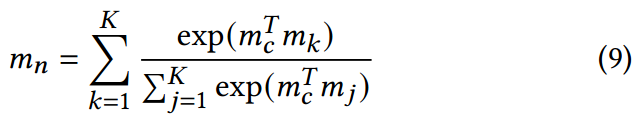 m_n = \sum_{k=1}^{K} \frac{\exp(m_c^T m_k)}{\sum_{j=1}^{K} \exp(m_c^T m_j)} (9)